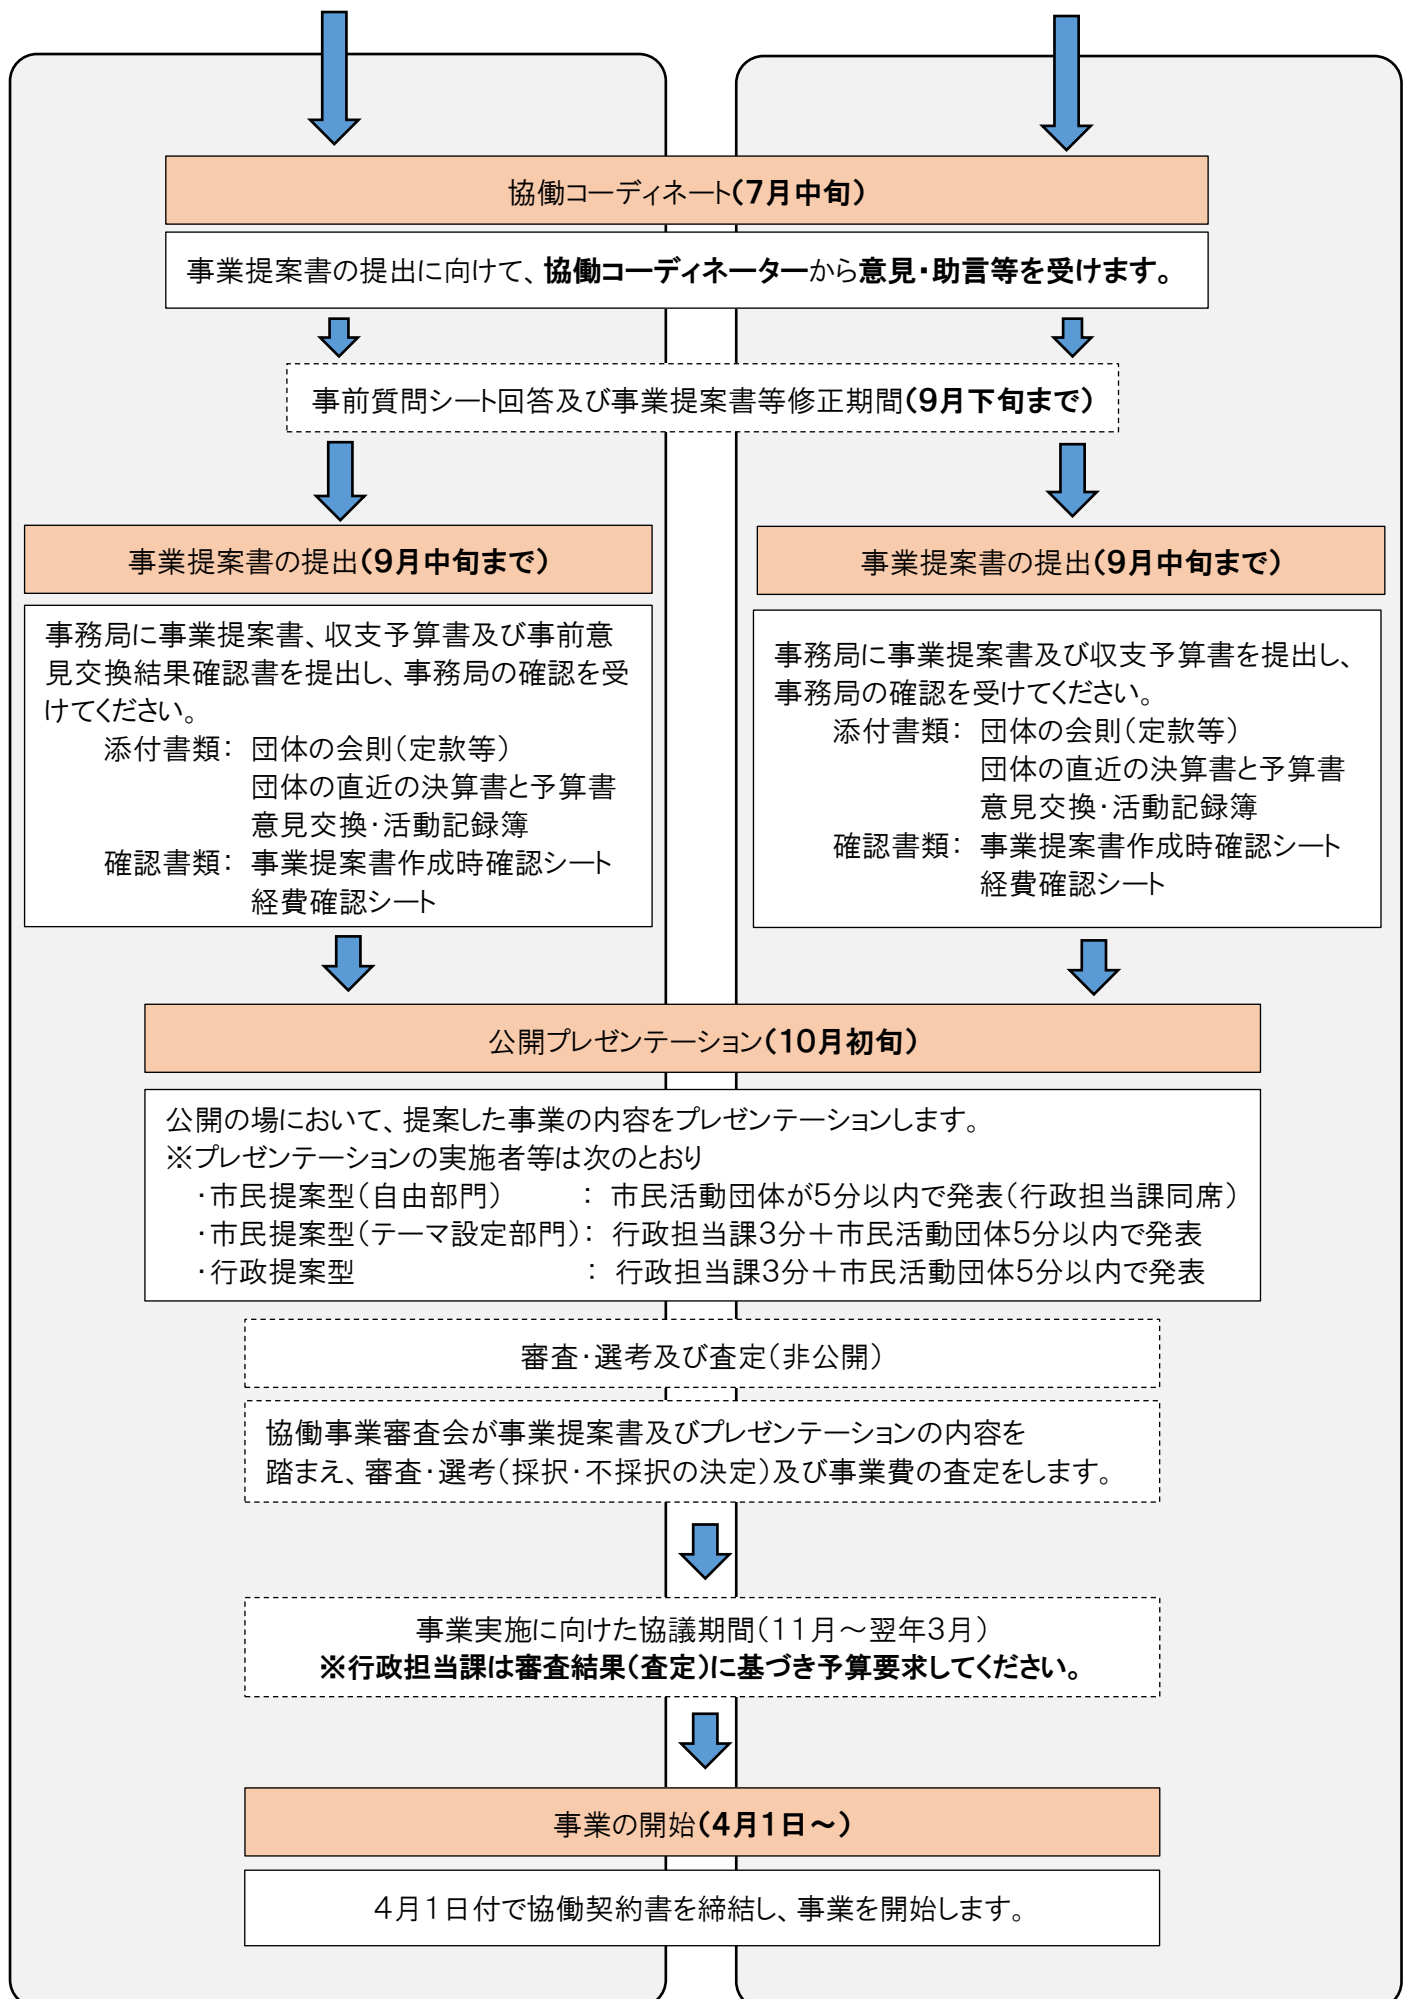 協働コーディネート(7月中旬)
事業提案書の提出に向けて、協働コーディネーターから意見・助言等を受けます。
事前質問シート回答及び事業提案書等修正期間(9月下旬まで)
事業提案書の提出(9月中旬まで)
事務局に事業提案書、収支予算書及び事前意
見交換結果確認書を提出し、事務局の確認を受
けてください。
添付書類： 団体の会則(定款等)
団体の直近の決算書と予算書
意見交換・活動記録簿
確認書類： 事業提案書作成時確認シート
経費確認シート
事業提案書の提出(9月中旬まで)
事務局に事業提案書及び収支予算書を提出し、
事務局の確認を受けてください。
添付書類： 団体の会則(定款等)
団体の直近の決算書と予算書
意見交換・活動記録簿
確認書類： 事業提案書作成時確認シート
経費確認シート
公開プレゼンテーション(10月初旬)
公開の場において、提案した事業の内容をプレゼンテーションします。
※プレゼンテーションの実施者等は次のとおり
・市民提案型(自由部門) ： 市民活動団体が5分以内で発表(行政担当課同席)
・市民提案型(テーマ設定部門)： 行政担当課3分＋市民活動団体5分以内で発表
・行政提案型 ： 行政担当課3分＋市民活動団体5分以内で発表
審査・選考及び査定(非公開)
協働事業審査会が事業提案書及びプレゼンテーションの内容を
踏まえ、審査・選考(採択・不採択の決定)及び事業費の査定をします。
事業実施に向けた協議期間(11月～翌年3月)
※行政担当課は審査結果(査定)に基づき予算要求してください。
事業の開始(4月1日～)
4月1日付で協働契約書を締結し、事業を開始します。